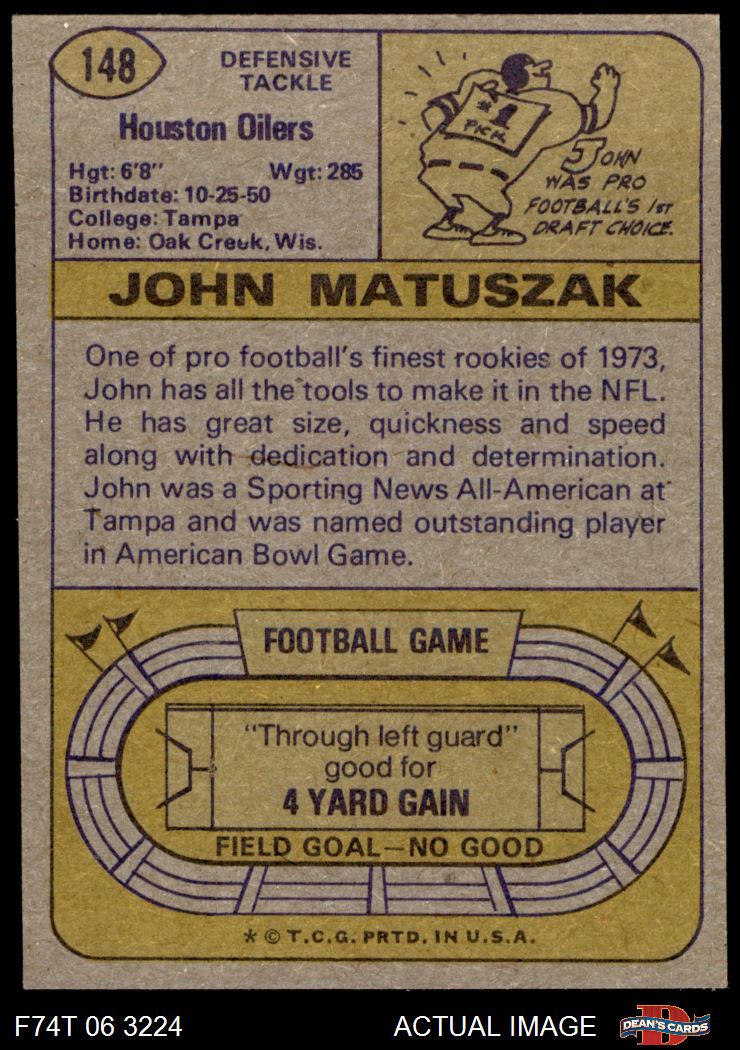 148
DEFENSIVE
TACKLE
Houston Oilers
Hgt: 6'8" Wgt: 285
Birthdate: 10-25-50
College: Tampa
Home: Oak Creek, Wis.
#1
PICK
JOHN
WAS PRO
FOOTBALL'S 1ST
DRAFT CHOICE.
JOHN MATUSZAK
One of pro football's finest rookies of 1973,
John has all the tools to make it in the NFL.
He has great size, quickness and speed
along with dedication and determination.
John was a Sporting News All-American at
Tampa and was named outstanding player
in American Bowl Game.
FOOTBALL GAME
"Through left guard"
good for
4 YARD GAIN
FIELD GOAL—NO GOOD
* © T.C.G. PRTD. IN U.S.A.
F74T 06 3224 ACTUAL IMAGE
DEAN'S CARDS